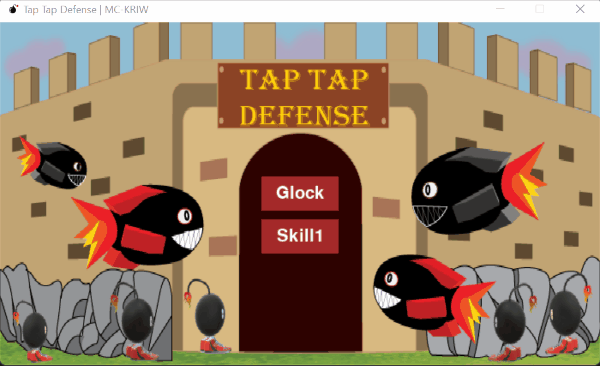 Tap Tap Defense | MC-KRIW
TAP TAP
DEFENSE
Glock
Skill1